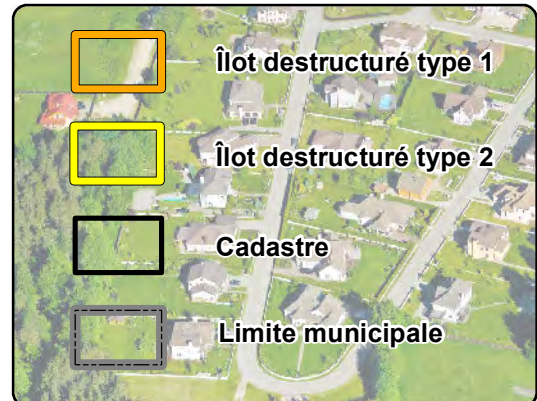 Îlot destructuré type 1
Îlot destructuré type 2
Cadastre
Limite municipale